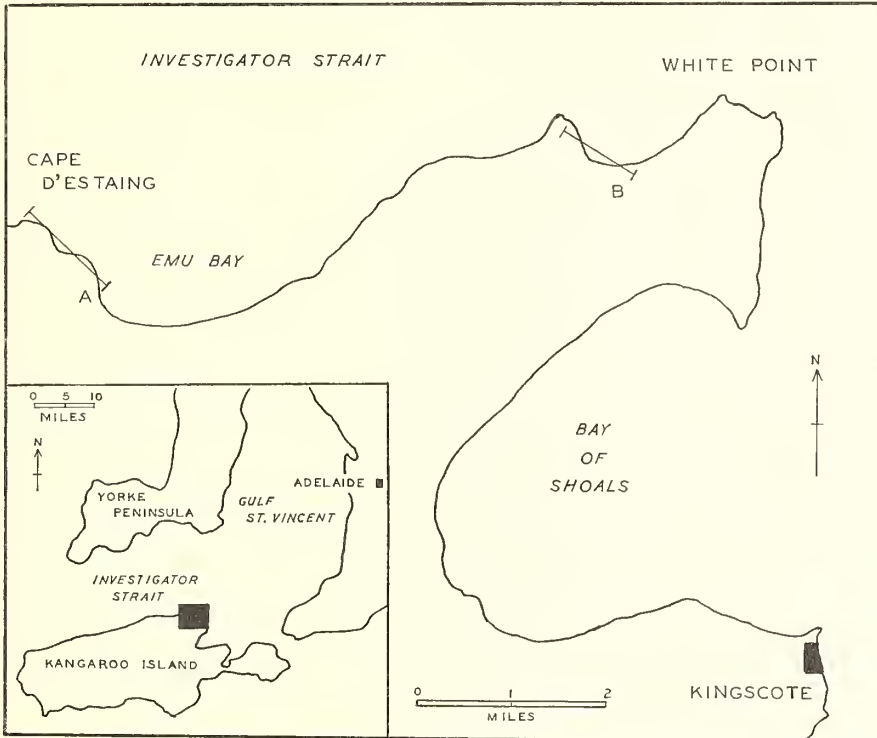 INVESTIGATOR STRAIT
WHITE POINT
CAPE
D'ESTAING
B
EMU BAY
A
N
BAY
OF
SHOALS
0 1 2
MILES
KINGSCOTE
0 5 10
MILES
N
ADELAIDE
YORKE
PENINSULA
GULF
ST. VINCENT
INVESTIGATOR
STRAIT
KANGAROO ISLAND